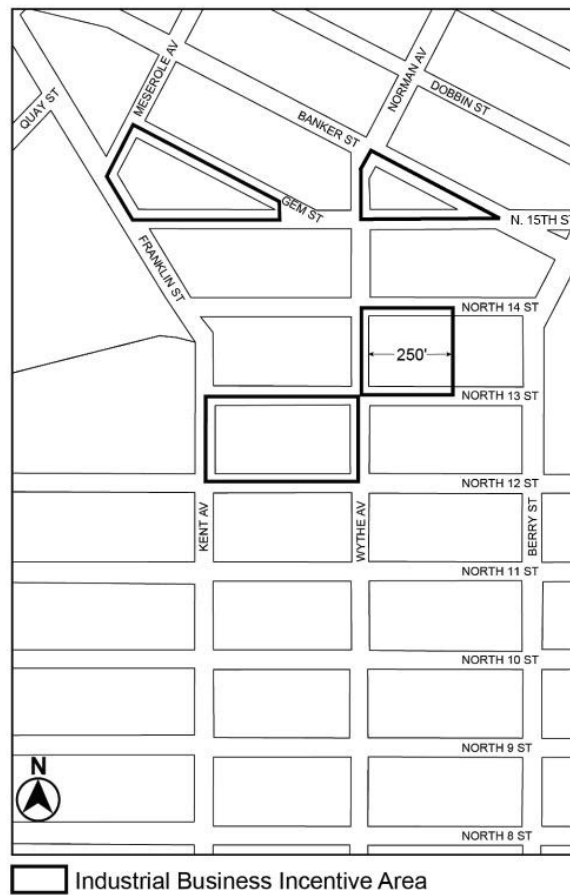 MESEROLE AV
NORMAN AV
DOBBIN ST
QUAY ST
BANKER ST
GEM ST
N. 15TH ST
FRANKLIN ST
NORTH 14 ST
250'
NORTH 13 ST
NORTH 12 ST
KENT AV
WYTHE AV
BERRY ST
NORTH 11 ST
NORTH 10 ST
NORTH 9 ST
N
NORTH 8 ST
Industrial Business Incentive Area